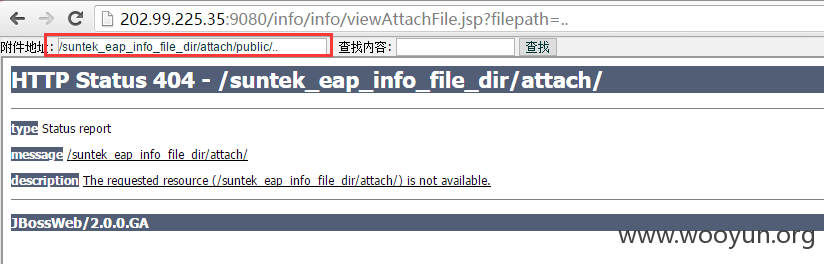 202.99.225.35:9080/info/info/viewAttachFile.jsp?filepath=..
附件地址: /suntek_eap_info_file_dir/attach/public/.. 查找内容: 查找
HTTP Status 404 - /suntek_eap_info_file_dir/attach/
type Status report
message /suntek_eap_info_file_dir/attach/
description The requested resource (/suntek_eap_info_file_dir/attach/) is not available.
JBossWeb/2.0.0.GA
www.wooyun.org